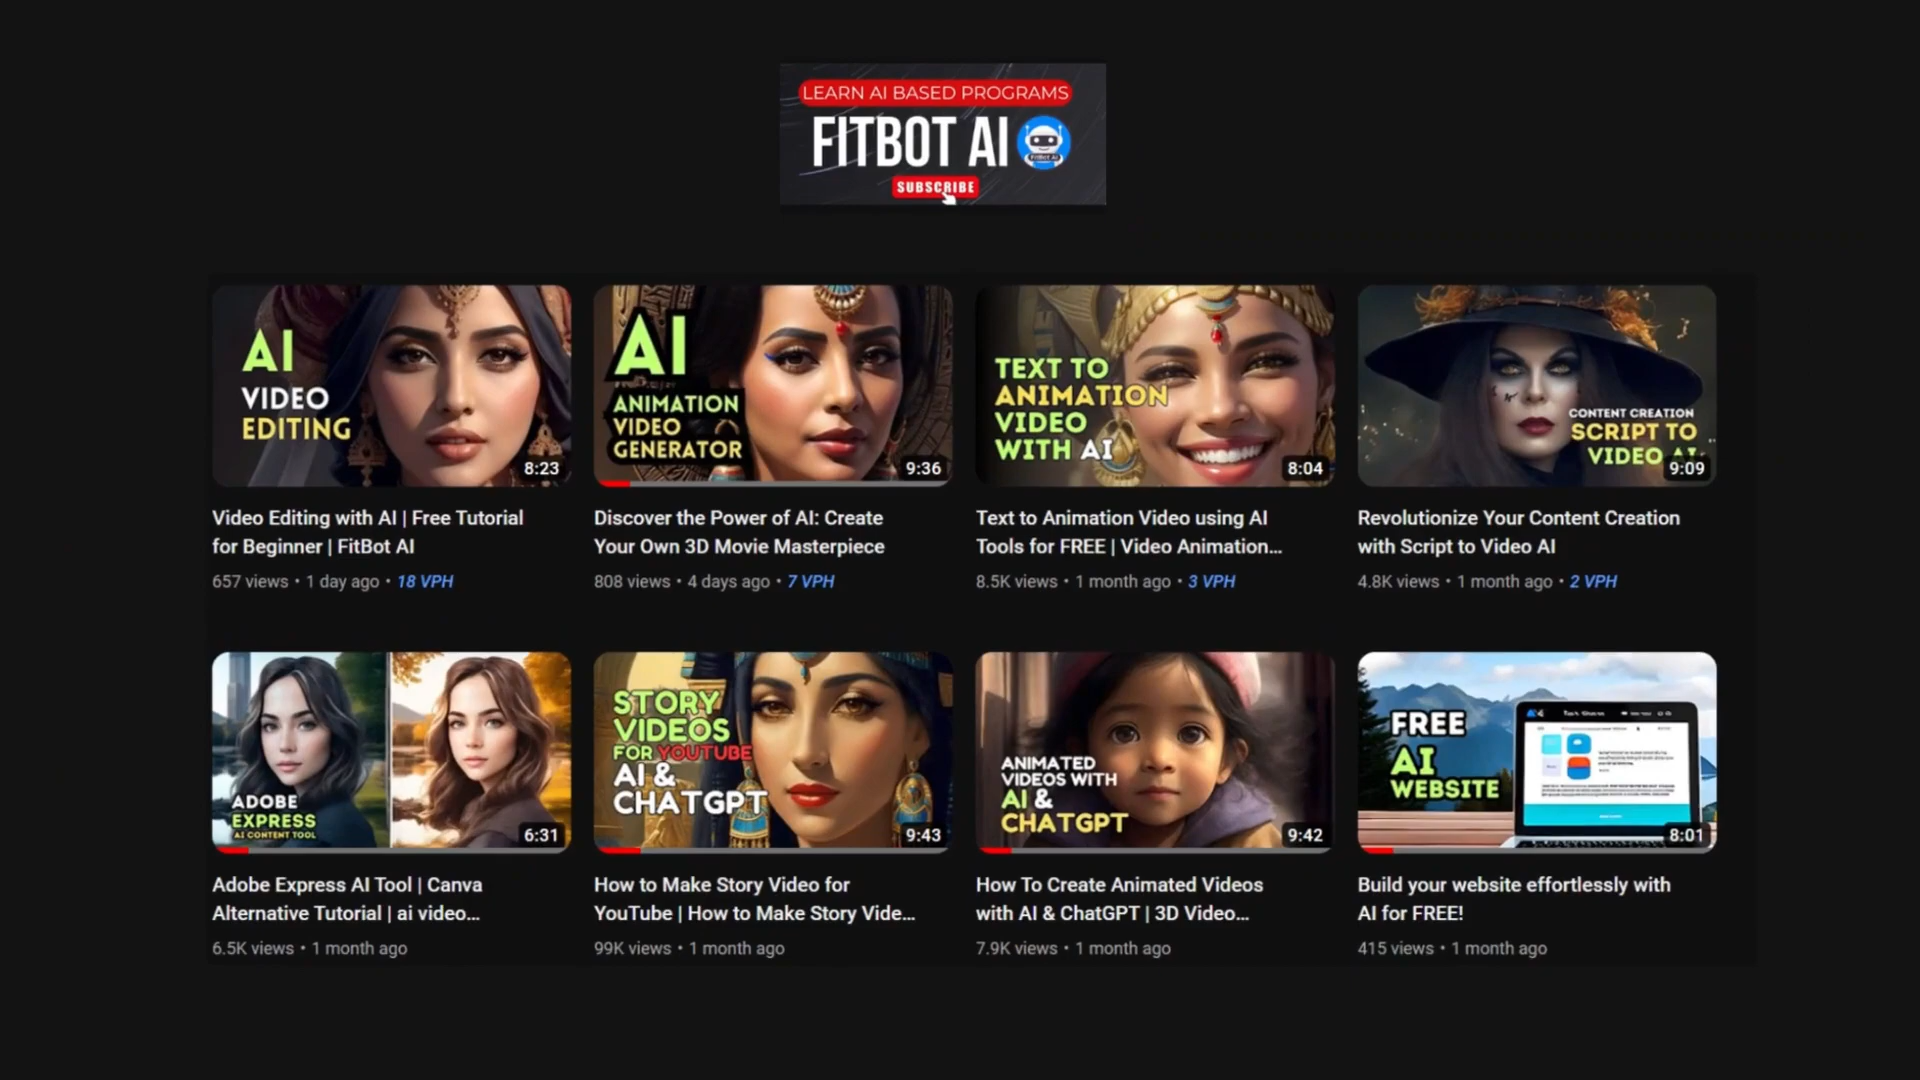 LEARN AI BASED PROGRAMS
FITBOT AI
FitBot AI
SUBSCRIBE
AI
VIDEO
EDITING
8:23
AI
ANIMATION
VIDEO
GENERATOR
9:36
TEXT TO
ANIMATION
VIDEO
WITH AI
8:04
CONTENT CREATION
SCRIPT TO
VIDEO AI
9:09
Video Editing with AI | Free Tutorial
for Beginner | FitBot AI
657 views • 1 day ago • 18 VPH
Discover the Power of AI: Create
Your Own 3D Movie Masterpiece
808 views • 4 days ago • 7 VPH
Text to Animation Video using AI
Tools for FREE | Video Animation...
8.5K views • 1 month ago • 3 VPH
Revolutionize Your Content Creation
with Script to Video AI
4.8K views • 1 month ago • 2 VPH
ADOBE
EXPRESS
AI CONTENT TOOL
6:31
STORY
VIDEOS
FOR YOUTUBE
AI &
CHATGPT
9:43
ANIMATED
VIDEOS WITH
AI &
CHATGPT
9:42
FREE
AI
WEBSITE
8:01
Adobe Express AI Tool | Canva
Alternative Tutorial | ai video...
6.5K views • 1 month ago
How to Make Story Video for
YouTube | How to Make Story Vide...
99K views • 1 month ago
How To Create Animated Videos
with AI & ChatGPT | 3D Video...
7.9K views • 1 month ago
Build your website effortlessly with
AI for FREE!
415 views • 1 month ago